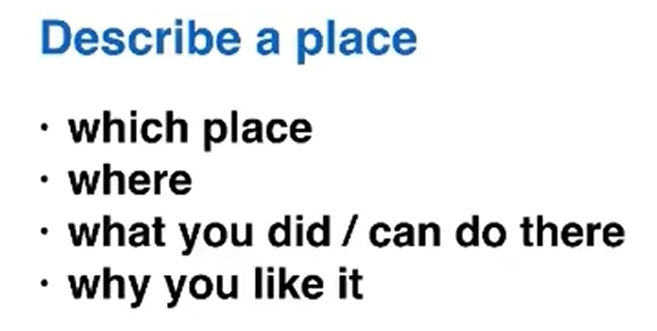 Describe a place
· which place
· where
· what you did / can do there
· why you like it